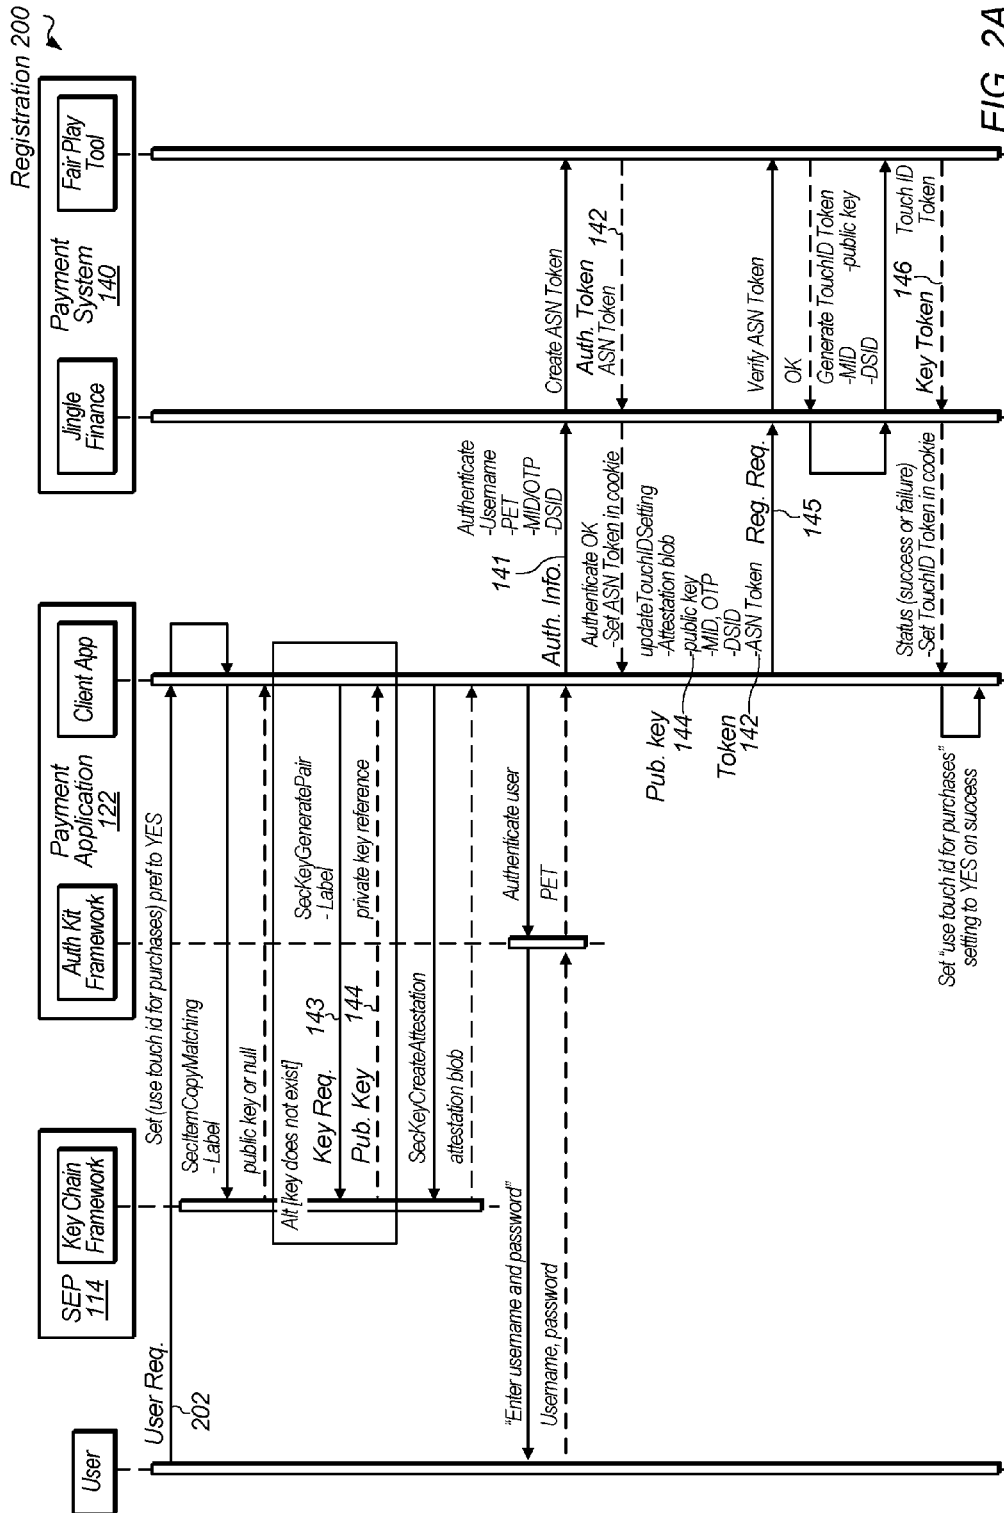 Registration 200
User
SEP
114
Key Chain
Framework
Payment
Application
122
Auth Kit
Framework
Client App
Payment
System
140
Jingle
Finance
Fair Play
Tool
User Req.
202
Set (use touch id for purchases) pref to YES
SecItemCopyMatching
- Label
public key or null
Alt [key does not exist]
Key Req.
143
SecKeyGeneratePair
- Label
Pub. Key
144
private key reference
SecKeyCreateAttestation
attestation blob
Authenticate user
"Enter username and password"
Username, password
PET
Auth. Info.
141
Authenticate
-Username
-PET
-MID/OTP
-DSID
Create ASN Token
Auth. Token
142
ASN Token
Authenticate OK
-Set ASN Token in cookie
updateTouchIDSetting
-Attestation blob
-public key
-MID, OTP
-DSID
-ASN Token
Pub. key
144
Token
142
Reg. Req.
145
Verify ASN Token
OK
Generate TouchID Token
-public key
-MID
-DSID
Touch ID
Token
146
Key Token
Status (success or failure)
-Set TouchID Token in cookie
Set "use touch id for purchases"
setting to YES on success
FIG. 2A